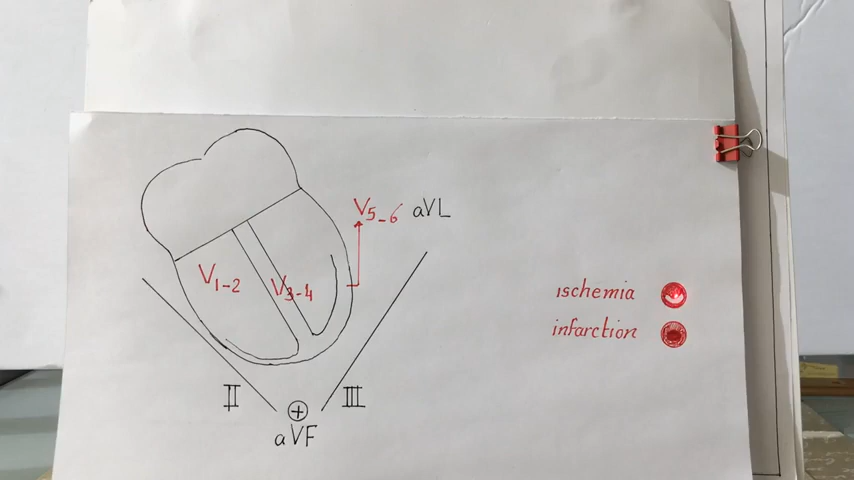 V5-6 aVL
V1-2
V3-4
ischemia
infarction
II
III
+
aVF